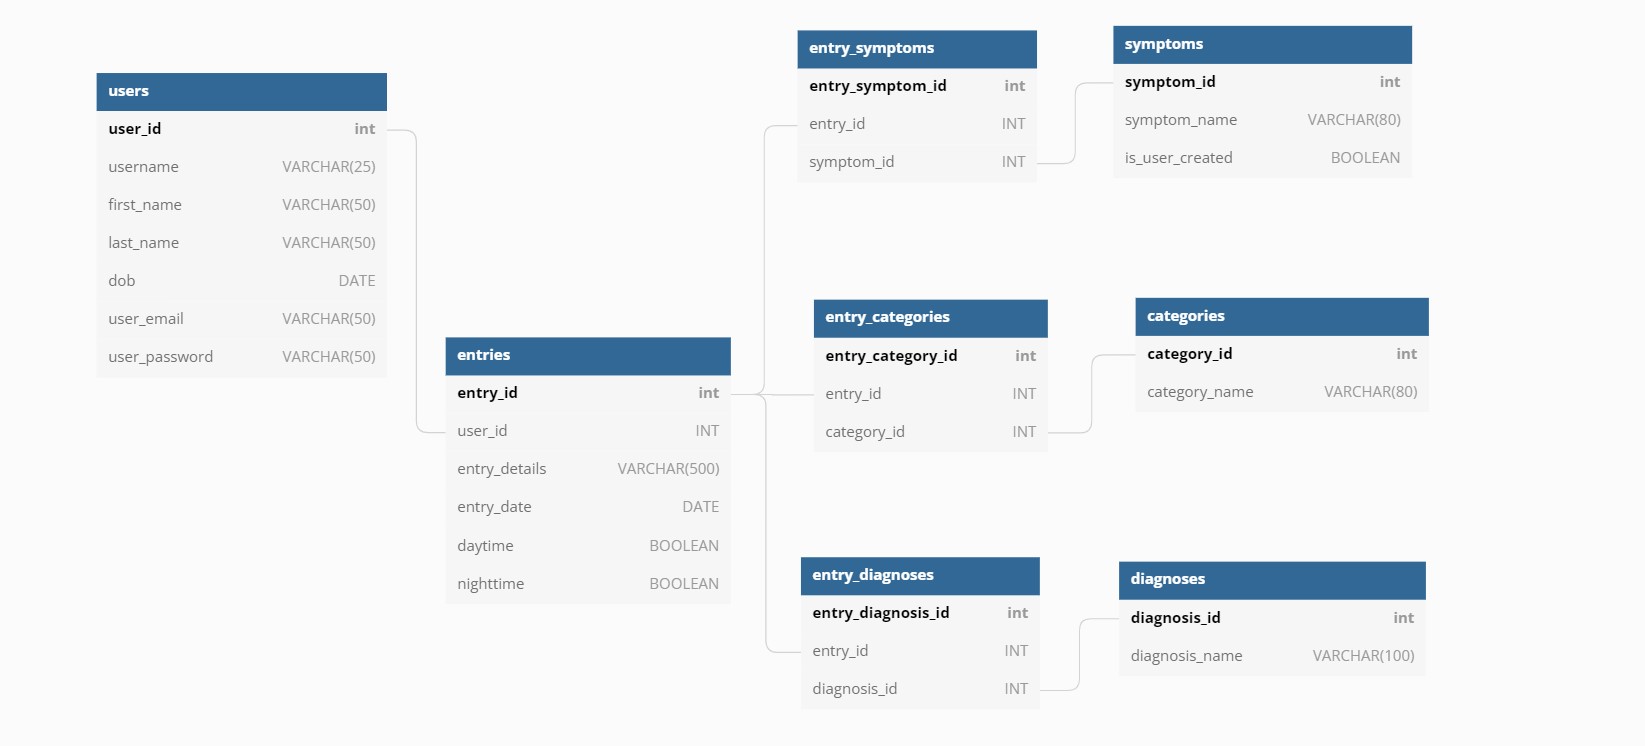 users
user_id int
username VARCHAR(25)
first_name VARCHAR(50)
last_name VARCHAR(50)
dob DATE
user_email VARCHAR(50)
user_password VARCHAR(50)
entries
entry_id int
user_id INT
entry_details VARCHAR(500)
entry_date DATE
daytime BOOLEAN
nighttime BOOLEAN
entry_symptoms
entry_symptom_id int
entry_id INT
symptom_id INT
symptoms
symptom_id int
symptom_name VARCHAR(80)
is_user_created BOOLEAN
entry_categories
entry_category_id int
entry_id INT
category_id INT
categories
category_id int
category_name VARCHAR(80)
entry_diagnoses
entry_diagnosis_id int
entry_id INT
diagnosis_id INT
diagnoses
diagnosis_id int
diagnosis_name VARCHAR(100)